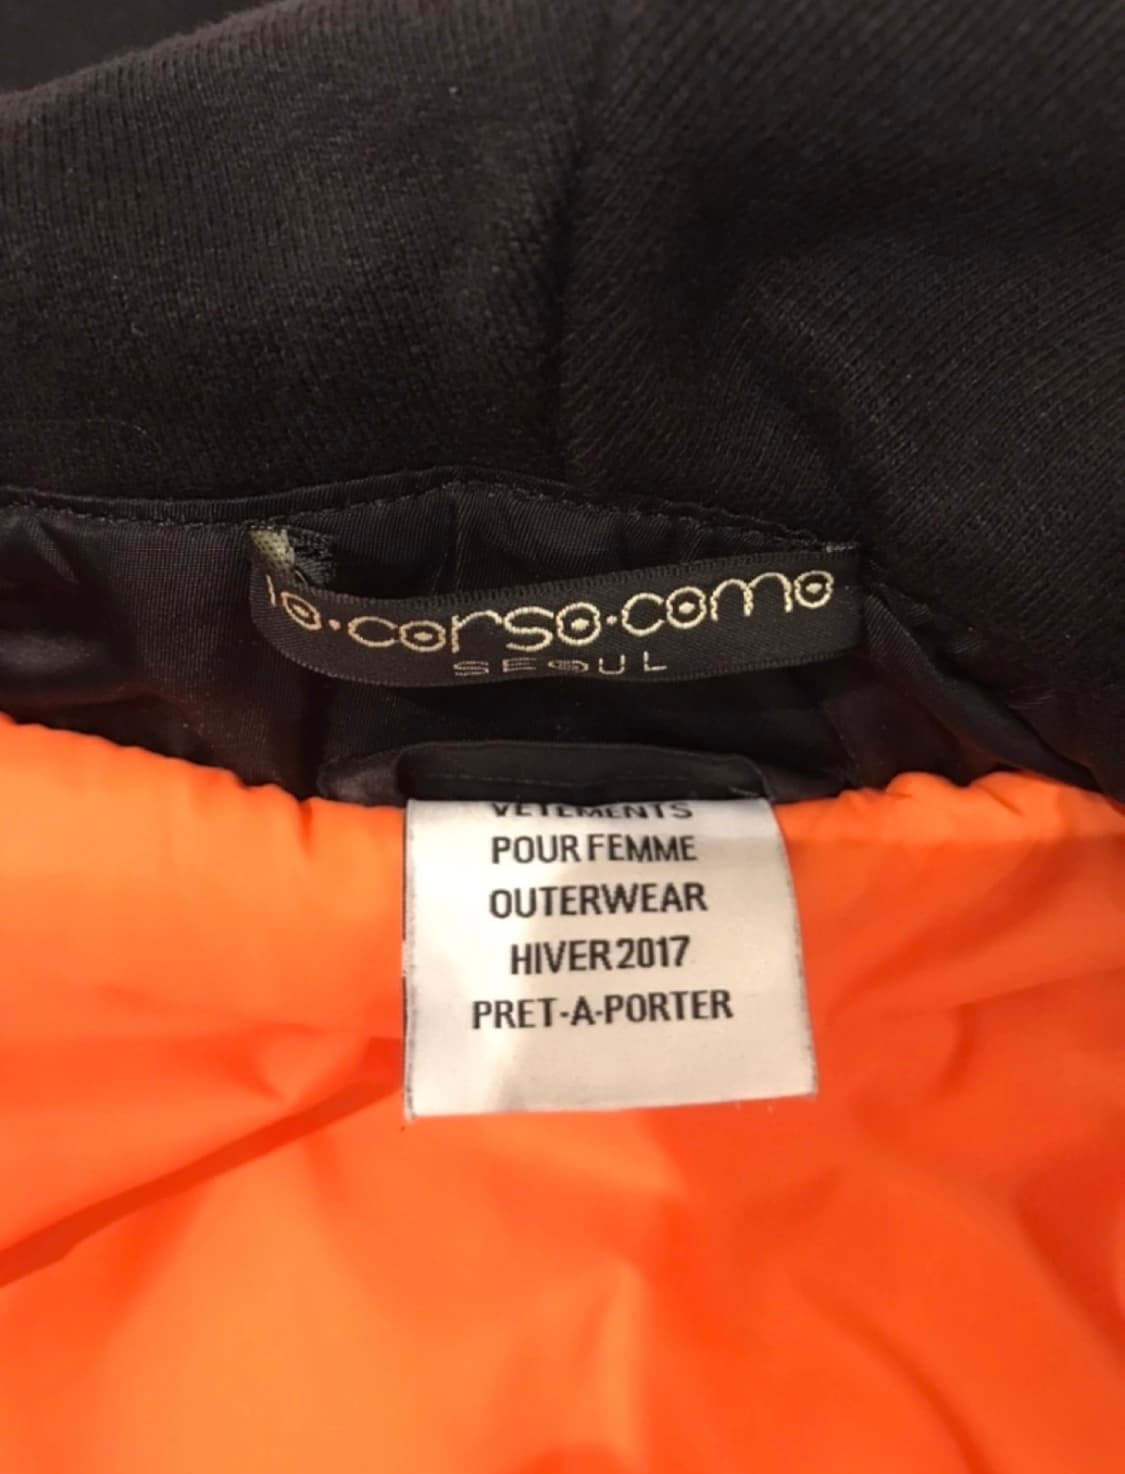 10·corso·como
SEOUL
VETEMENTS
POUR FEMME
OUTERWEAR
HIVER 2017
PRET-A-PORTER